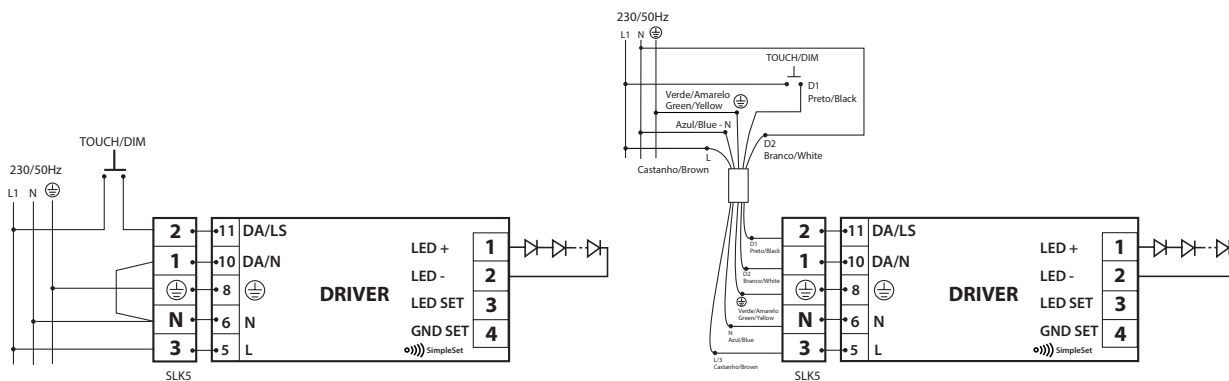 TOUCH/DIM
230/50Hz
L1 N
2 11 DA/LS
1 10 DA/N
8
N 6 N
3 5 L
SLK5
DRIVER
LED + 1
LED - 2
LED SET 3
GND SET 4
SimpleSet
230/50Hz
L1 N
TOUCH/DIM
D1
Preto/Black
Verde/Amarelo
Green/Yellow
Azul/Blue - N
D2
Branco/White
L
Castanho/Brown
D1
Preto/Black
D2
Branco/White
Verde/Amarelo
Green/Yellow
N
Azul/Blue
L/3
Castanho/Brown
2 11 DA/LS
1 10 DA/N
8
N 6 N
3 5 L
SLK5
DRIVER
LED + 1
LED - 2
LED SET 3
GND SET 4
SimpleSet